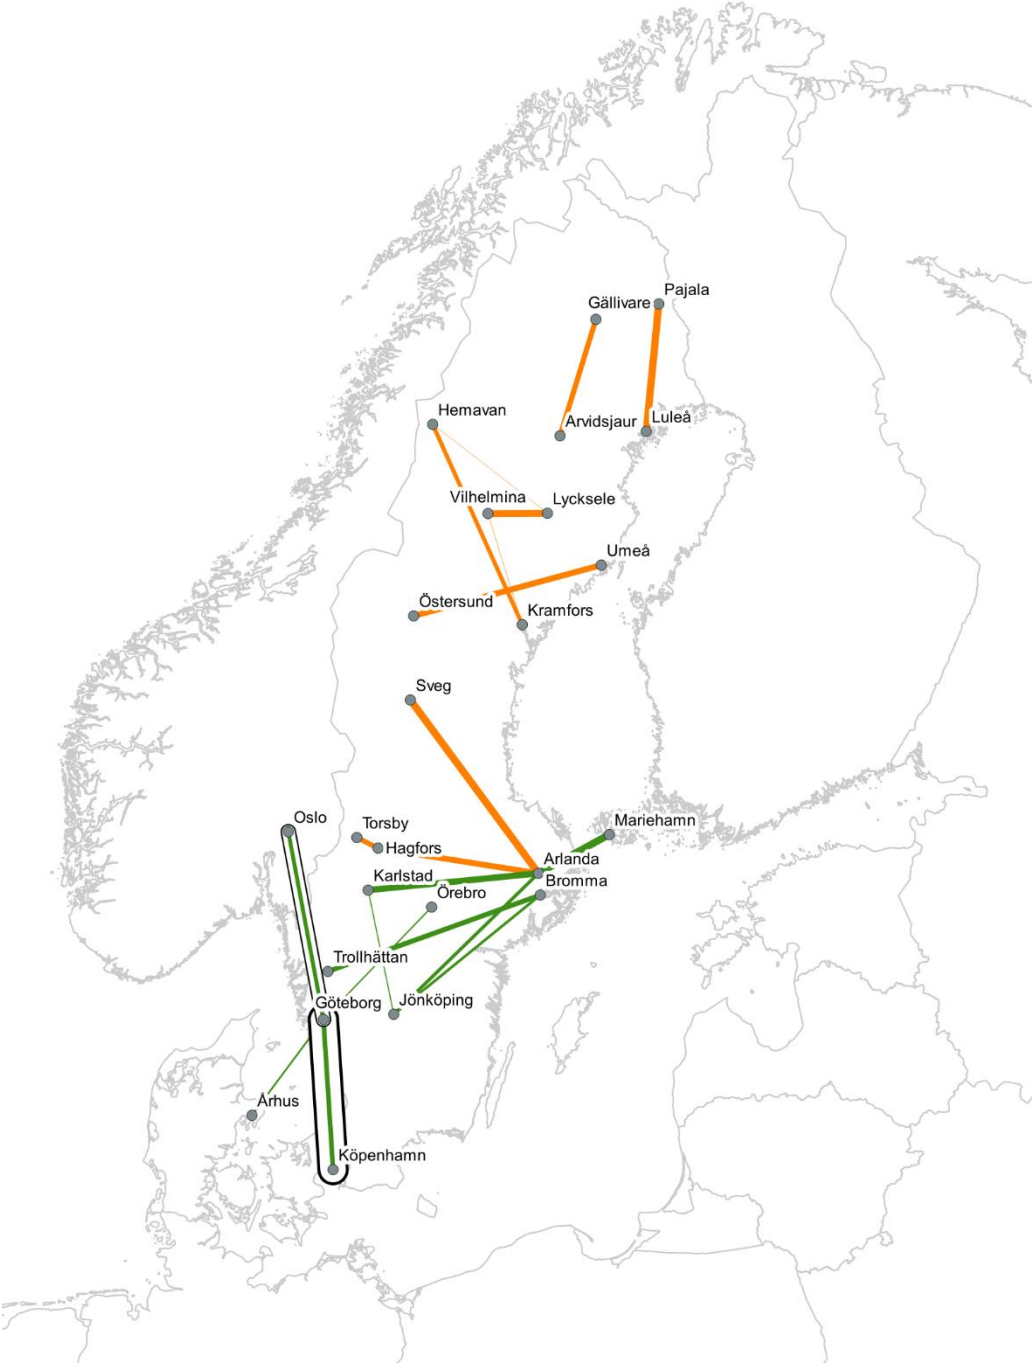 Pajala
Gällivare
Hemavan
Arvidsjaur
Luleå
Vilhelmina
Lycksele
Umeå
Östersund
Kramfors
Sveg
Oslo
Torsby
Mariehamn
Hagfors
Arlanda
Karlstad
Bromma
Örebro
Trollhättan
Göteborg
Jönköping
Århus
Köpenhamn